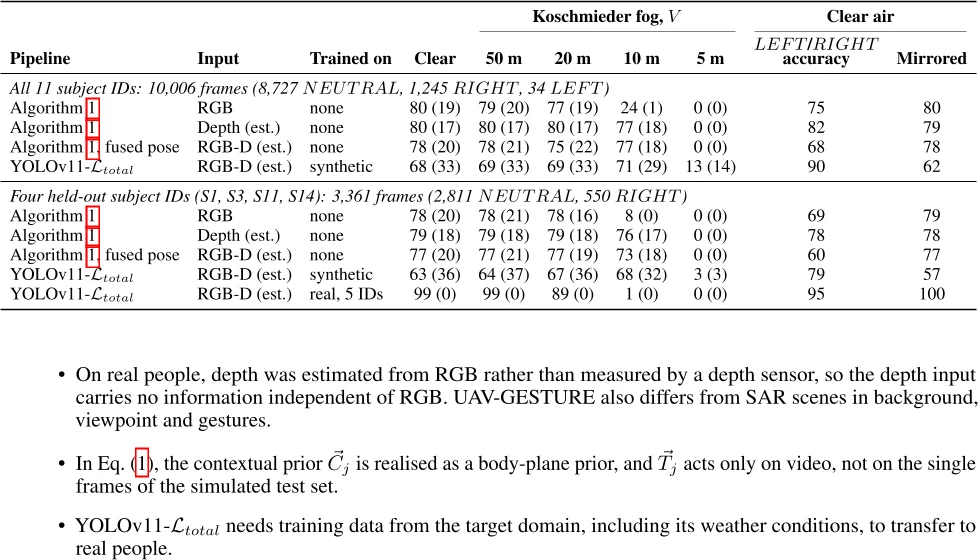 Koschmieder fog, V Clear air
LEFT/RIGHT
Pipeline Input Trained on Clear 50 m 20 m 10 m 5 m accuracy Mirrored
All 11 subject IDs: 10,006 frames (8,727 NEUTRAL, 1,245 RIGHT, 34 LEFT)
Algorithm 1 RGB none 80 (19) 79 (20) 77 (19) 24 (1) 0 (0) 75 80
Algorithm 1 Depth (est.) none 80 (17) 80 (17) 80 (17) 77 (18) 0 (0) 82 79
Algorithm 1, fused pose RGB-D (est.) none 78 (20) 78 (21) 75 (22) 77 (18) 0 (0) 68 78
YOLOv11-ℒtotal RGB-D (est.) synthetic 68 (33) 69 (33) 69 (33) 71 (29) 13 (14) 90 62
Four held-out subject IDs (S1, S3, S11, S14): 3,361 frames (2,811 NEUTRAL, 550 RIGHT)
Algorithm 1 RGB none 78 (20) 78 (21) 78 (16) 8 (0) 0 (0) 69 79
Algorithm 1 Depth (est.) none 79 (18) 79 (18) 79 (18) 76 (17) 0 (0) 78 78
Algorithm 1, fused pose RGB-D (est.) none 77 (20) 77 (21) 77 (19) 73 (18) 0 (0) 60 77
YOLOv11-ℒtotal RGB-D (est.) synthetic 63 (36) 64 (37) 67 (36) 68 (32) 3 (3) 79 57
YOLOv11-ℒtotal RGB-D (est.) real, 5 IDs 99 (0) 99 (0) 89 (0) 1 (0) 0 (0) 95 100
• On real people, depth was estimated from RGB rather than measured by a depth sensor, so the depth input
carries no information independent of RGB. UAV-GESTURE also differs from SAR scenes in background,
viewpoint and gestures.
• In Eq. (1), the contextual prior C⃗j is realised as a body-plane prior, and T⃗j acts only on video, not on the single
frames of the simulated test set.
• YOLOv11-ℒtotal needs training data from the target domain, including its weather conditions, to transfer to
real people.